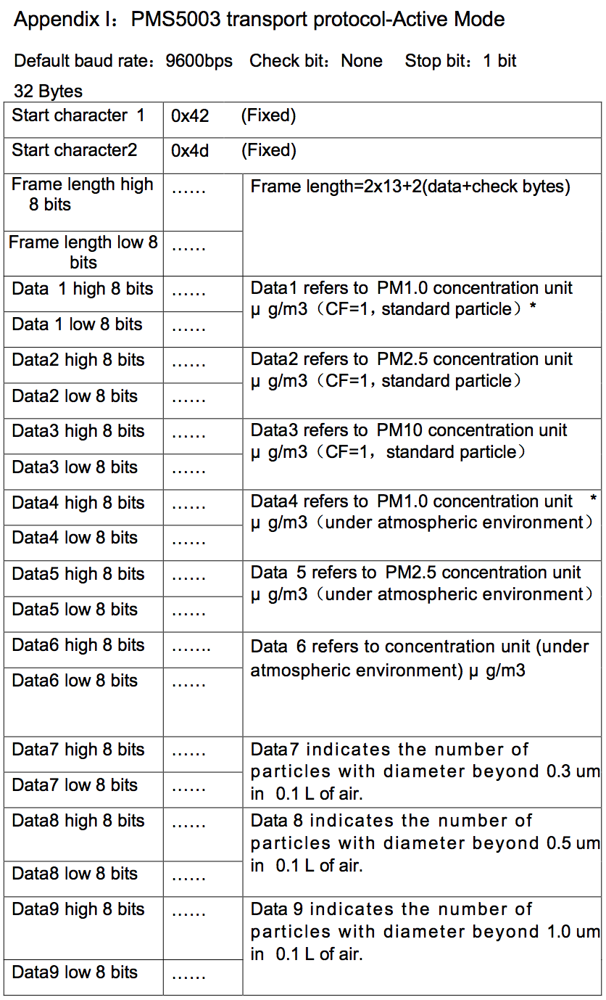 Appendix I：PMS5003 transport protocol-Active Mode
Default baud rate：9600bps Check bit：None Stop bit：1 bit
32 Bytes
Start character 1 0x42 (Fixed)
Start character2 0x4d (Fixed)
Frame length high 8 bits …… Frame length=2x13+2(data+check bytes)
Frame length low 8 bits ……
Data 1 high 8 bits …… Data1 refers to PM1.0 concentration unit
μ g/m3（CF=1，standard particle）*
Data 1 low 8 bits ……
Data2 high 8 bits …… Data2 refers to PM2.5 concentration unit
μ g/m3（CF=1，standard particle）
Data2 low 8 bits ……
Data3 high 8 bits …… Data3 refers to PM10 concentration unit
μ g/m3（CF=1，standard particle）
Data3 low 8 bits ……
Data4 high 8 bits …… Data4 refers to PM1.0 concentration unit *
μ g/m3（under atmospheric environment）
Data4 low 8 bits ……
Data5 high 8 bits …… Data 5 refers to PM2.5 concentration unit
μ g/m3（under atmospheric environment）
Data5 low 8 bits ……
Data6 high 8 bits ……. Data 6 refers to concentration unit (under
atmospheric environment) μ g/m3
Data6 low 8 bits ……
Data7 high 8 bits …… Data7 indicates the number of
particles with diameter beyond 0.3 um
in 0.1 L of air.
Data7 low 8 bits ……
Data8 high 8 bits …… Data 8 indicates the number of
particles with diameter beyond 0.5 um
in 0.1 L of air.
Data8 low 8 bits ……
Data9 high 8 bits …… Data 9 indicates the number of
particles with diameter beyond 1.0 um
in 0.1 L of air.
Data9 low 8 bits ……